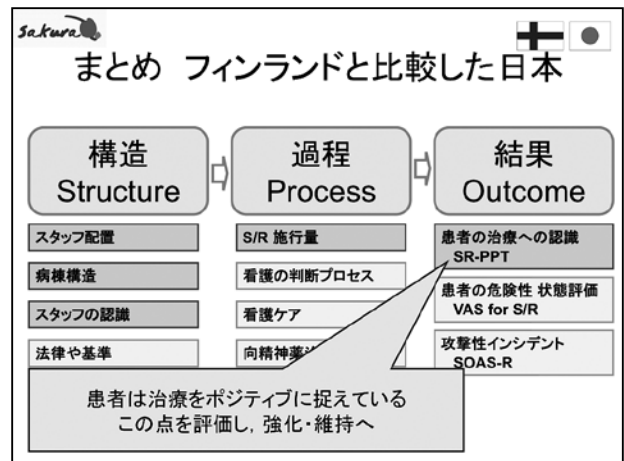 Sakura
まとめ フィンランドと比較した日本
構造
Structure
過程
Process
結果
Outcome
スタッフ配置
病棟構造
スタッフの認識
法律や基準
S/R 施行量
看護の判断プロセス
看護ケア
向精神薬
患者の治療への認識
SR-PPT
患者の危険性 状態評価
VAS for S/R
攻撃性インシデント
SOAS-R
患者は治療をポジティブに捉えている
この点を評価し，強化・維持へ